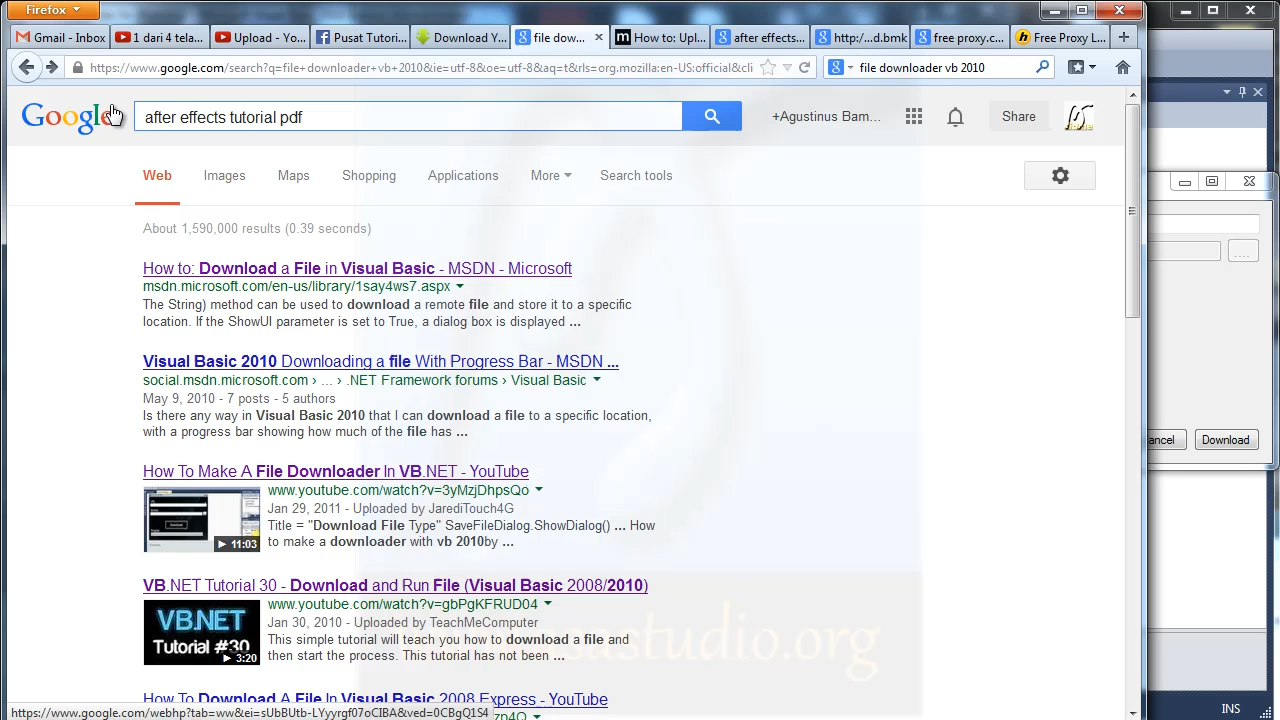 Firefox
Gmail - Inbox
1 dari 4 tela...
Upload - Yo...
Pusat Tutori...
Download Y...
file dow...
How to: Upl...
after effects...
http:/...d.bmk
free proxy.c...
Free Proxy L...
https://www.google.com/search?q=file+downloader+vb+2010&ie=utf-8&oe=utf-8&aq=t&rls=org.mozilla:en-US:official&cli
file downloader vb 2010
Google
after effects tutorial pdf
+Agustinus Bam...
Share
Web
Images
Maps
Shopping
Applications
More
Search tools
About 1,590,000 results (0.39 seconds)
How to: Download a File in Visual Basic - MSDN - Microsoft
msdn.microsoft.com/en-us/library/1say4ws7.aspx
The String) method can be used to download a remote file and store it to a specific
location. If the ShowUI parameter is set to True, a dialog box is displayed ...
Visual Basic 2010 Downloading a file With Progress Bar - MSDN ...
social.msdn.microsoft.com › ... › .NET Framework forums › Visual Basic
May 9, 2010 - 7 posts - 5 authors
Is there any way in Visual Basic 2010 that I can download a file to a specific location,
with a progress bar showing how much of the file has ...
ancel
Download
How To Make A File Downloader In VB.NET - YouTube
www.youtube.com/watch?v=3yMzjDhpsQo
Jan 29, 2011 - Uploaded by JarediTouch4G
Title = "Download File Type" SaveFileDialog.ShowDialog() ... How
to make a downloader with vb 2010by ...
11:03
VB.NET Tutorial 30 - Download and Run File (Visual Basic 2008/2010)
www.youtube.com/watch?v=gbPgKFRUD04
Jan 30, 2010 - Uploaded by TeachMeComputer
This simple tutorial will teach you how to download a file and
then start the process. This tutorial has not been ...
VB.NET
Tutorial #30
3:20
sastudio.org
How To Download A File In Visual Basic 2008 Express - YouTube
https://www.google.com/webhp?tab=ww&ei=sUbBUtb-LYyyrgf07oCIBA&ved=0CBgQ1S4
INS